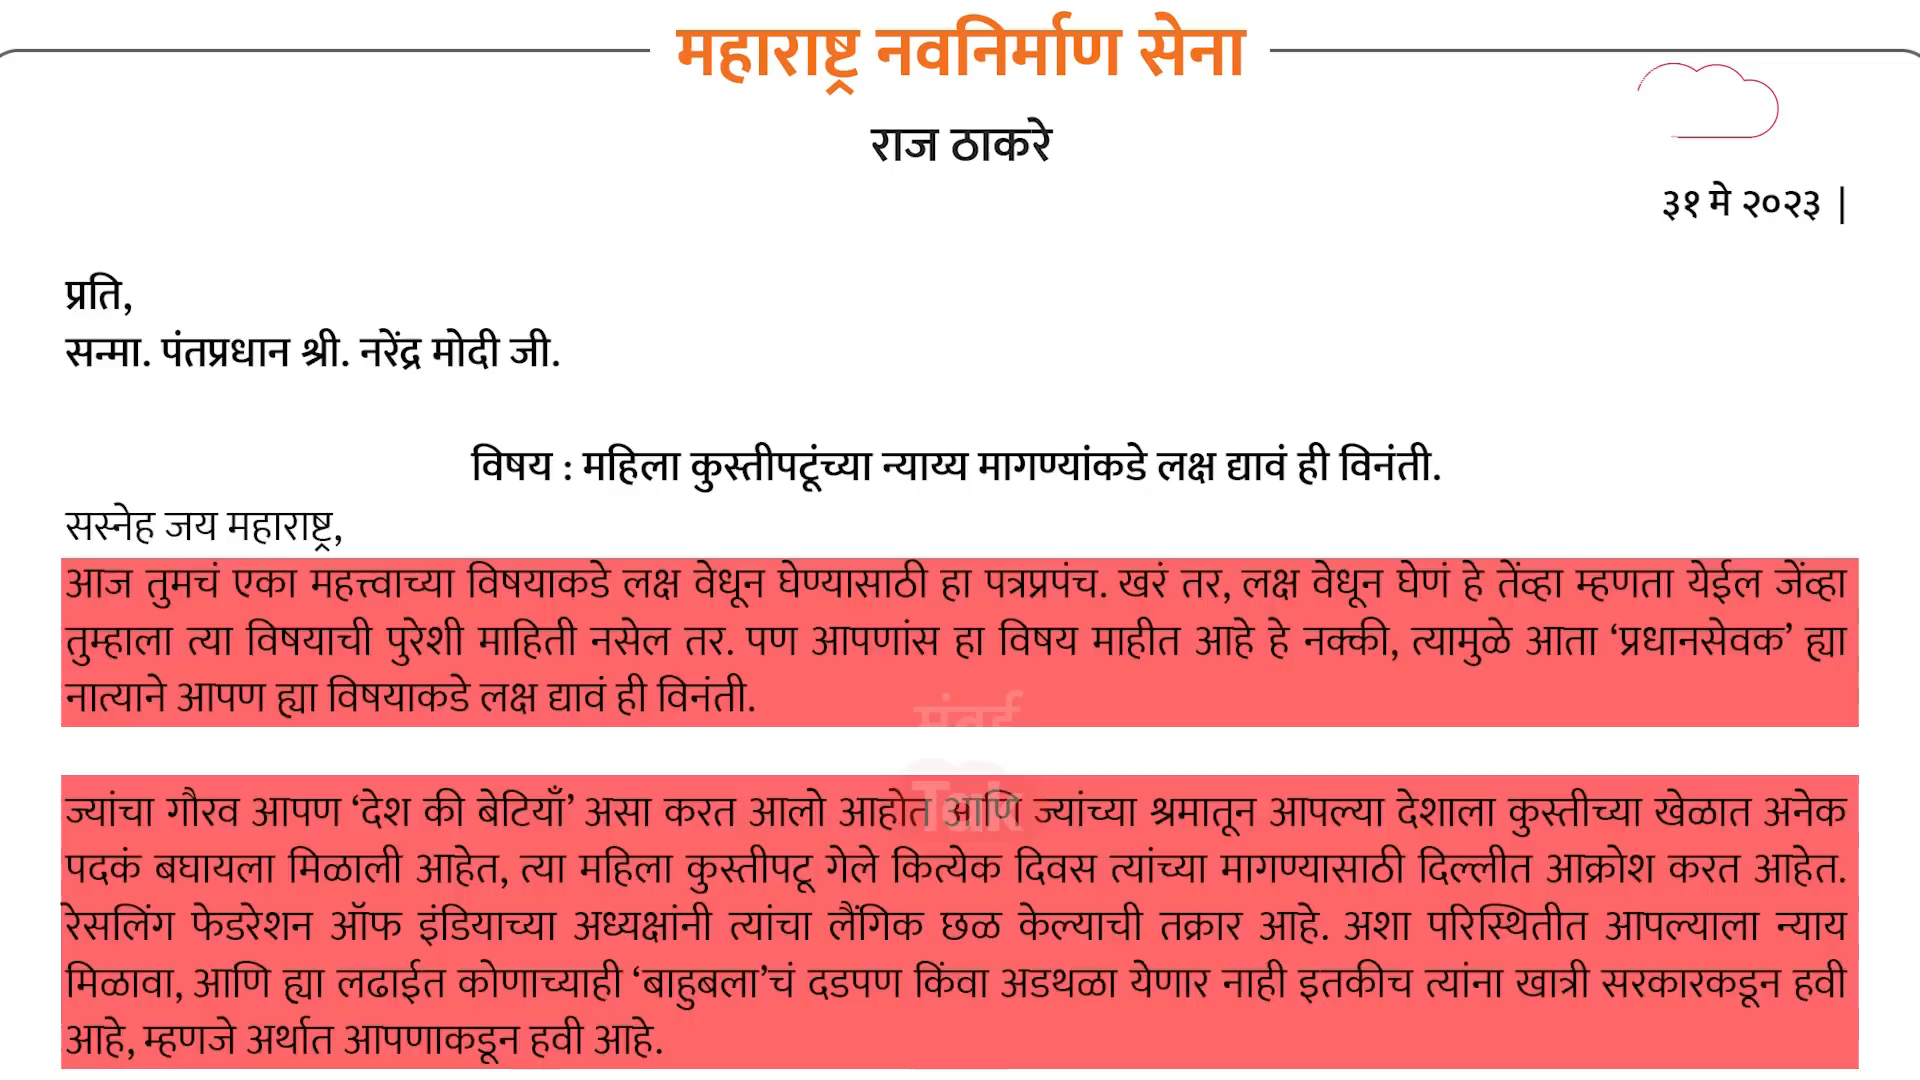 महाराष्ट्र नवनिर्माण सेना
राज ठाकरे
३१ मे २०२३ |
प्रति,
सन्मा. पंतप्रधान श्री. नरेंद्र मोदी जी.
विषय : महिला कुस्तीपटूंच्या न्याय्य मागण्यांकडे लक्ष द्यावं ही विनंती.
सस्नेह जय महाराष्ट्र,
आज तुमचं एका महत्त्वाच्या विषयाकडे लक्ष वेधून घेण्यासाठी हा पत्रप्रपंच. खरं तर, लक्ष वेधून घेणं हे तेंव्हा म्हणता येईल जेंव्हा
तुम्हाला त्या विषयाची पुरेशी माहिती नसेल तर. पण आपणांस हा विषय माहीत आहे हे नक्की, त्यामुळे आता ‘प्रधानसेवक’ ह्या
नात्याने आपण ह्या विषयाकडे लक्ष द्यावं ही विनंती.
मुंबई
Tak
ज्यांचा गौरव आपण ‘देश की बेटियाँ’ असा करत आलो आहोत आणि ज्यांच्या श्रमातून आपल्या देशाला कुस्तीच्या खेळात अनेक
पदकं बघायला मिळाली आहेत, त्या महिला कुस्तीपटू गेले कित्येक दिवस त्यांच्या मागण्यासाठी दिल्लीत आक्रोश करत आहेत.
रेसलिंग फेडरेशन ऑफ इंडियाच्या अध्यक्षांनी त्यांचा लैंगिक छळ केल्याची तक्रार आहे. अशा परिस्थितीत आपल्याला न्याय
मिळावा, आणि ह्या लढाईत कोणाच्याही ‘बाहुबला’चं दडपण किंवा अडथळा येणार नाही इतकीच त्यांना खात्री सरकारकडून हवी
आहे, म्हणजे अर्थात आपणाकडून हवी आहे.